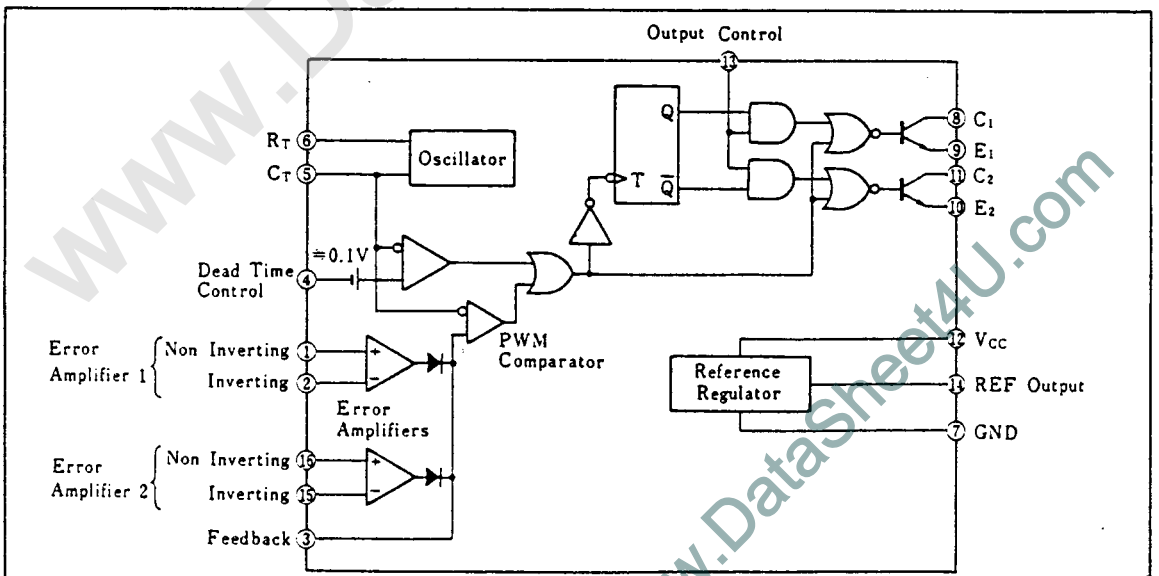 Output Control
⑬
RT ⑥
CT ⑤
Oscillator
Q
T
Q̅
⑧ C1
⑨ E1
⑪ C2
⑩ E2
≒0.1V
Dead Time
Control
④
PWM
Comparator
Error
Amplifier 1
Non Inverting ①
Inverting ②
+
−
Error
Amplifiers
Error
Amplifier 2
Non Inverting ⑯
Inverting ⑮
+
−
Feedback ③
Reference
Regulator
⑫ VCC
⑭ REF Output
⑦ GND
www.D
w.DataSheet4U.com